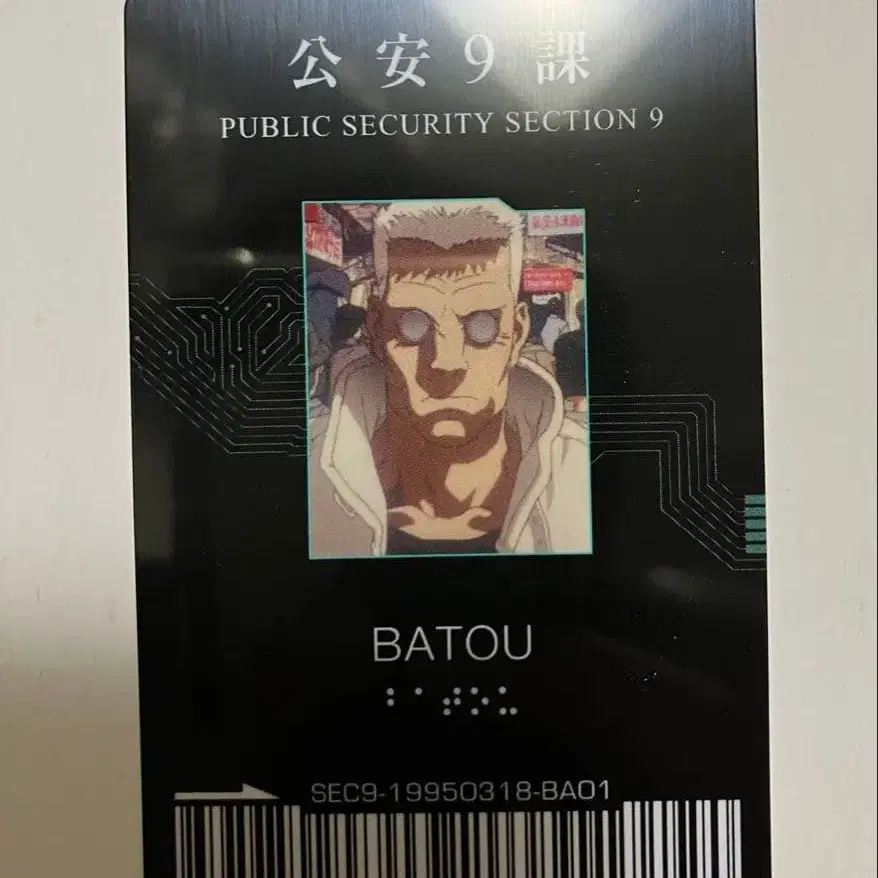 公安9課
PUBLIC SECURITY SECTION 9
BATOU
SEC9-19950318-BA01